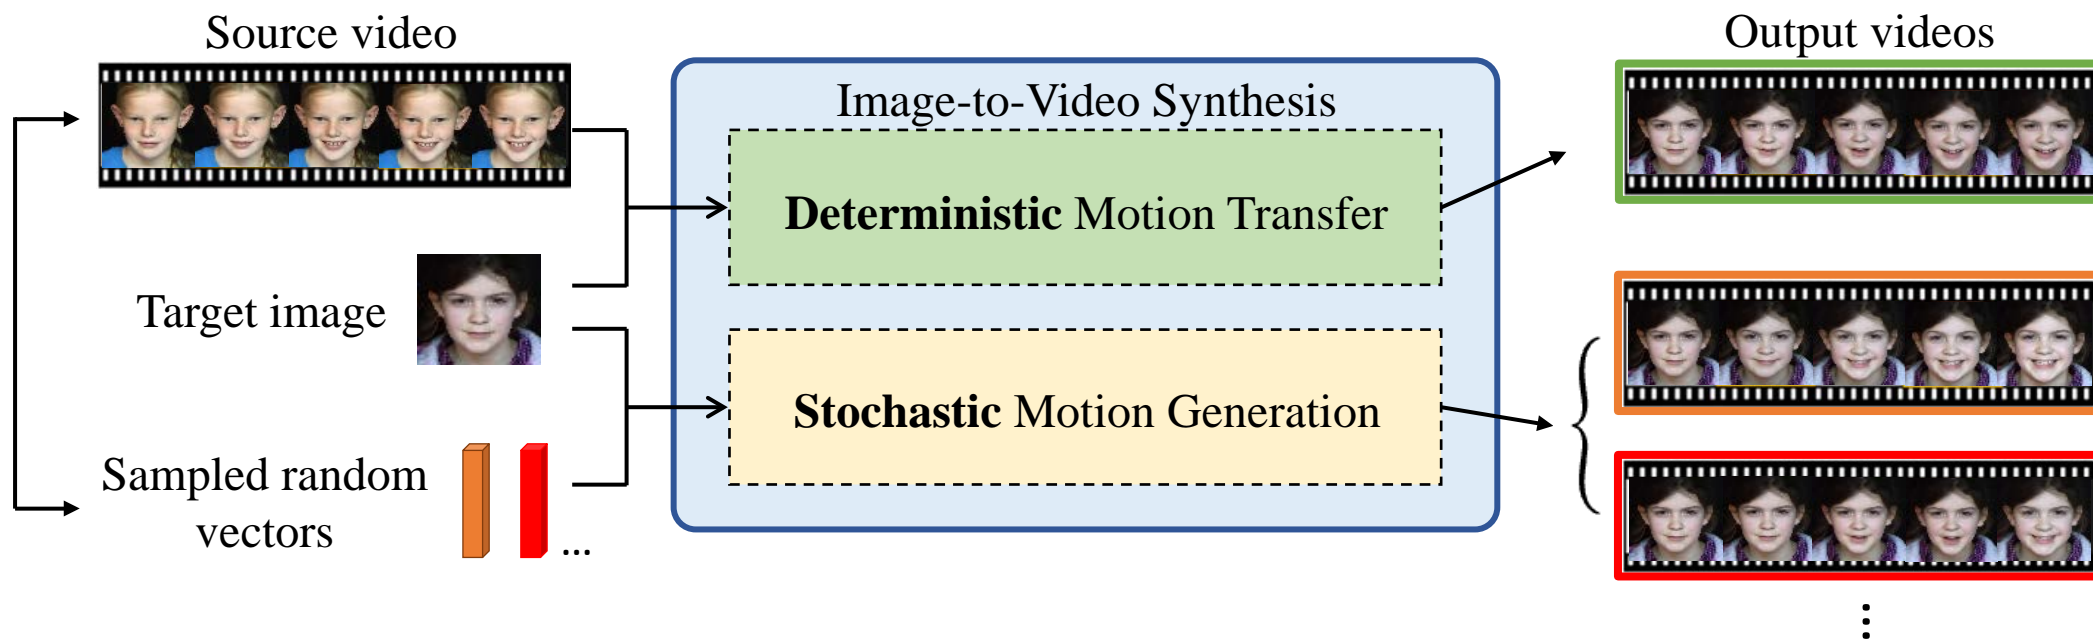 Source video
Image-to-Video Synthesis
Output videos
Deterministic Motion Transfer
Target image
Stochastic Motion Generation
Sampled random
vectors
...
⋮